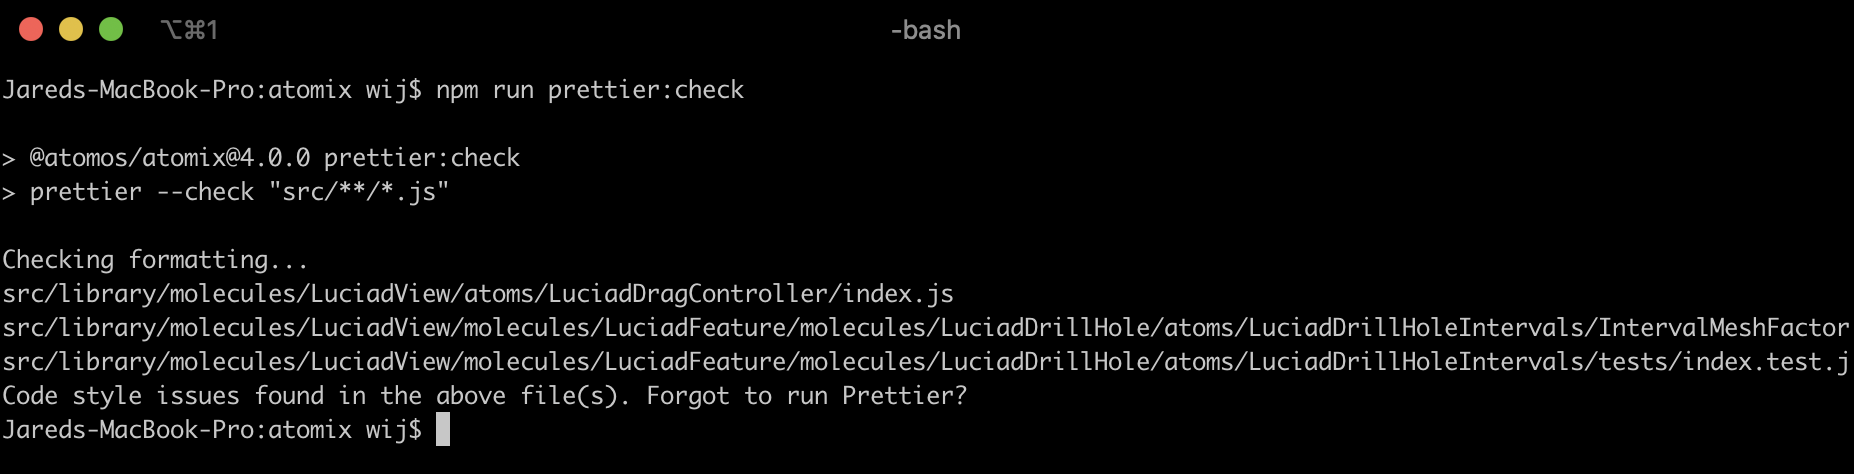 ⌥⌘1
-bash
Jareds-MacBook-Pro:atomix wij$ npm run prettier:check
> @atomos/atomix@4.0.0 prettier:check
> prettier --check "src/**/*.js"
Checking formatting...
src/library/molecules/LuciadView/atoms/LuciadDragController/index.js
src/library/molecules/LuciadView/molecules/LuciadFeature/molecules/LuciadDrillHole/atoms/LuciadDrillHoleIntervals/IntervalMeshFactor
src/library/molecules/LuciadView/molecules/LuciadFeature/molecules/LuciadDrillHole/atoms/LuciadDrillHoleIntervals/tests/index.test.j
Code style issues found in the above file(s). Forgot to run Prettier?
Jareds-MacBook-Pro:atomix wij$